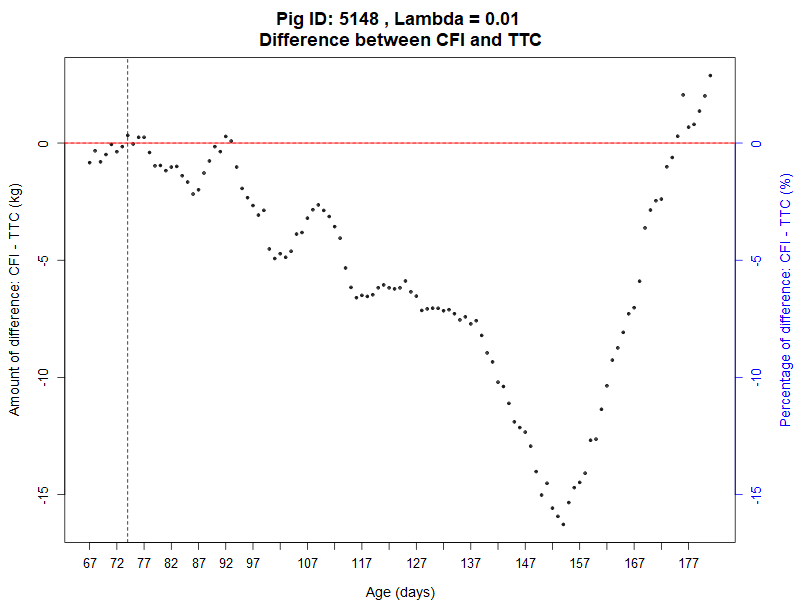 Pig ID: 5148 , Lambda = 0.01
Difference between CFI and TTC
Amount of difference: CFI - TTC (kg)
0
-5
-10
-15
0
-5
-10
-15
Percentage of difference: CFI - TTC (%)
67 72 77 82 87 92 97 107 117 127 137 147 157 167 177
Age (days)